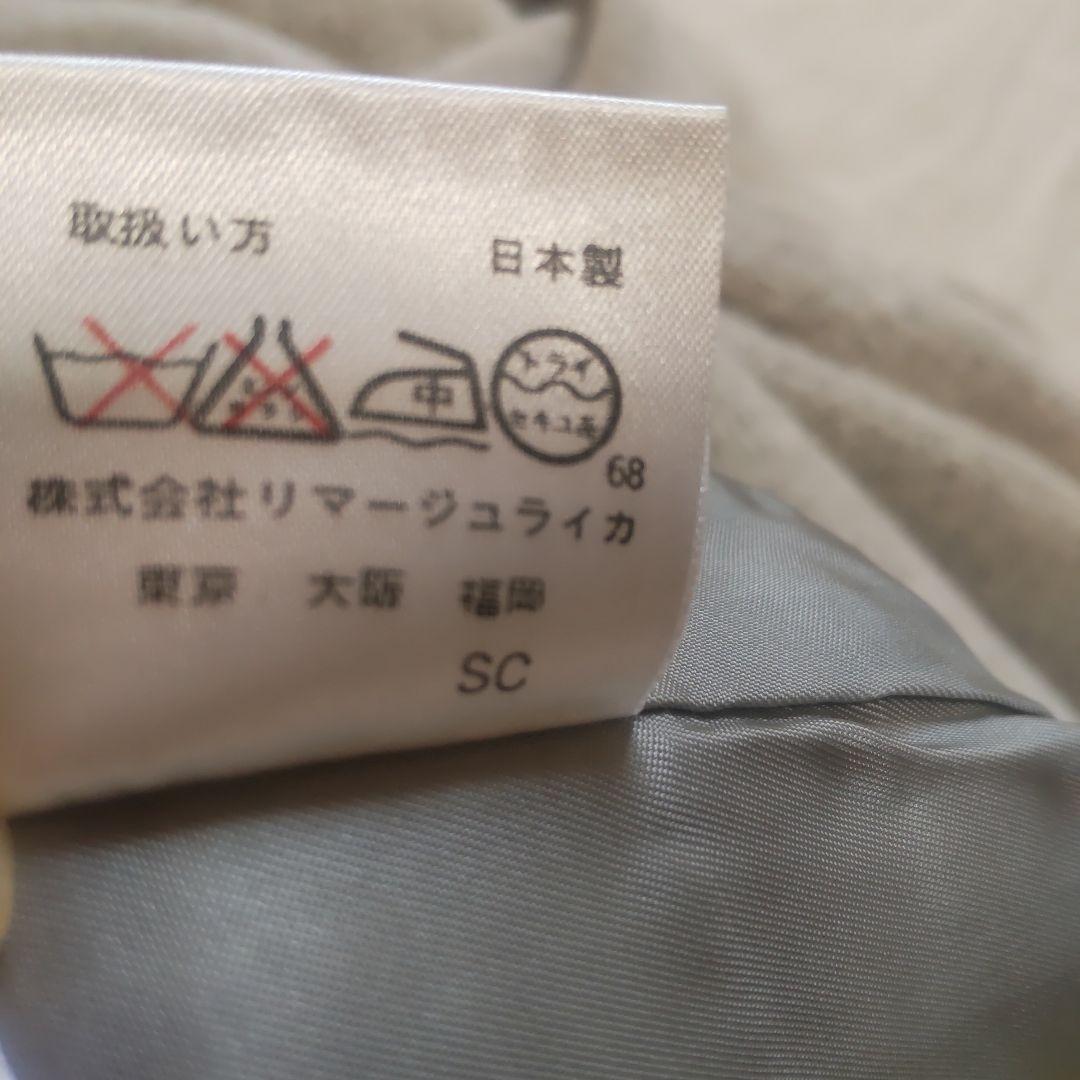 取扱い方 日本製
中 ドライ
セキユ系
68
株式会社リマージュライカ
東京 大阪 福岡
SC